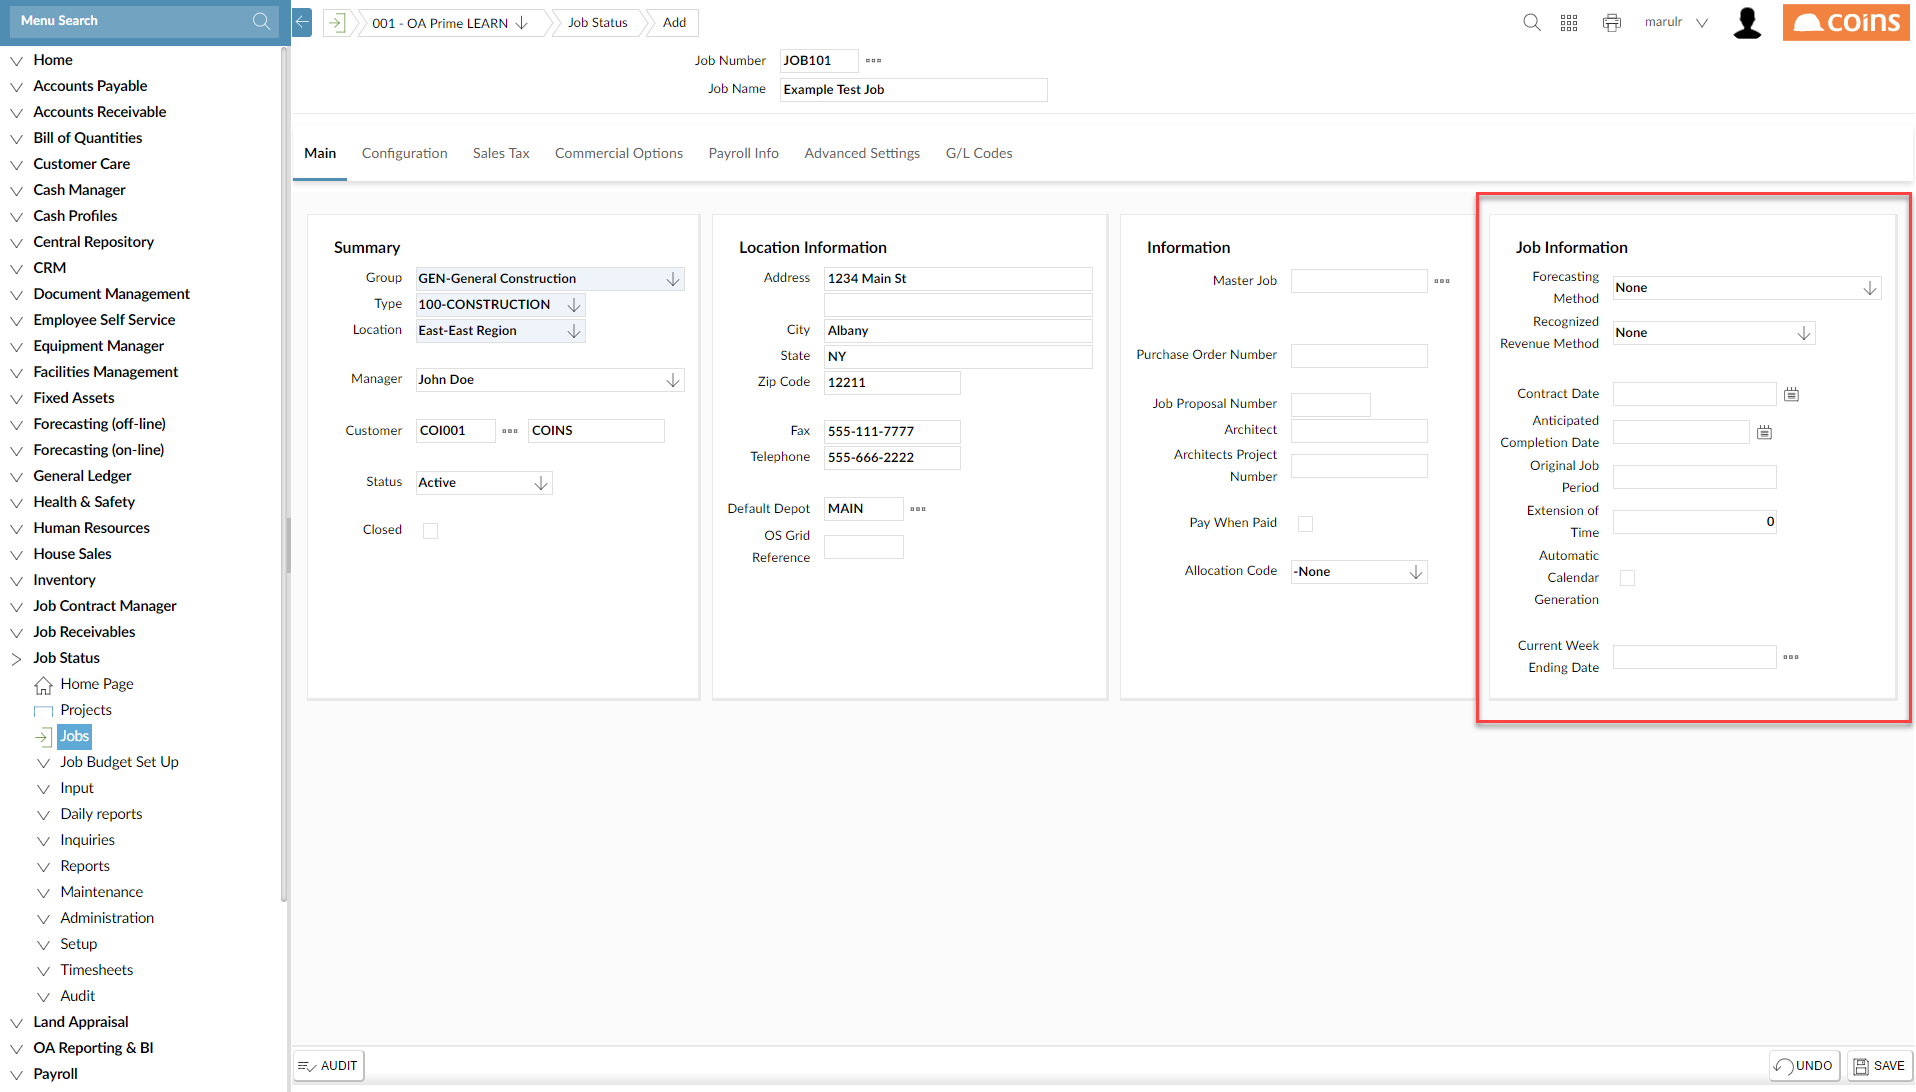 Menu Search
001 - OA Prime LEARN
Job Status
Add
marulr
coins
Home
Accounts Payable
Accounts Receivable
Bill of Quantities
Customer Care
Cash Manager
Cash Profiles
Central Repository
CRM
Document Management
Employee Self Service
Equipment Manager
Facilities Management
Fixed Assets
Forecasting (off-line)
Forecasting (on-line)
General Ledger
Health & Safety
Human Resources
House Sales
Inventory
Job Contract Manager
Job Receivables
Job Status
Home Page
Projects
Jobs
Job Budget Set Up
Input
Daily reports
Inquiries
Reports
Maintenance
Administration
Setup
Timesheets
Audit
Land Appraisal
OA Reporting & BI
Payroll
Job Number JOB101
Job Name Example Test Job
Main Configuration Sales Tax Commercial Options Payroll Info Advanced Settings G/L Codes
Summary
Group GEN-General Construction
Type 100-CONSTRUCTION
Location East-East Region
Manager John Doe
Customer COI001 COINS
Status Active
Closed
Location Information
Address 1234 Main St
City Albany
State NY
Zip Code 12211
Fax 555-111-7777
Telephone 555-666-2222
Default Depot MAIN
OS Grid
Reference
Information
Master Job
Purchase Order Number
Job Proposal Number
Architect
Architects Project
Number
Pay When Paid
Allocation Code -None
Job Information
Forecasting
Method None
Recognized
Revenue Method None
Contract Date
Anticipated
Completion Date
Original Job
Period
Extension of
Time 0
Automatic
Calendar
Generation
Current Week
Ending Date
AUDIT
UNDO
SAVE